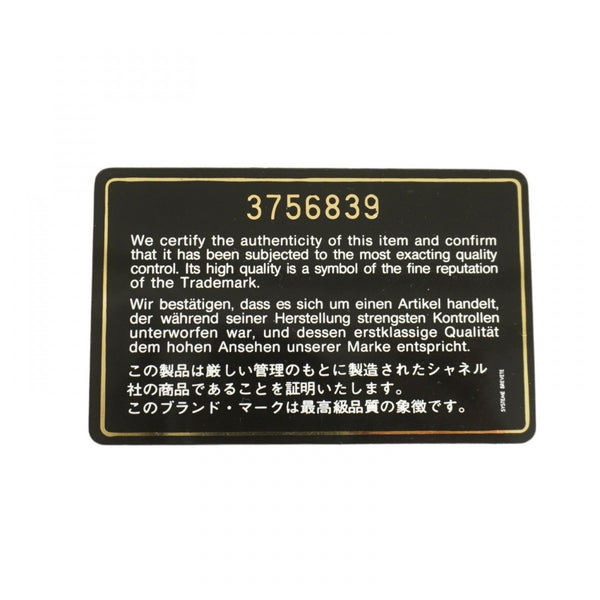 3756839
We certify the authenticity of this item and confirm
that it has been subjected to the most exacting quality
control. Its high quality is a symbol of the fine reputation
of the Trademark.
Wir bestätigen, dass es sich um einen Artikel handelt,
der während seiner Herstellung strengsten Kontrollen
unterworfen war, und dessen erstklassige Qualität
dem hohen Ansehen unserer Marke entspricht.
この製品は厳しい管理のもとに製造されたシャネル
社の商品であることを証明いたします。
このブランド・マークは最高級品質の象徴です。
SYSTEME BREVETE